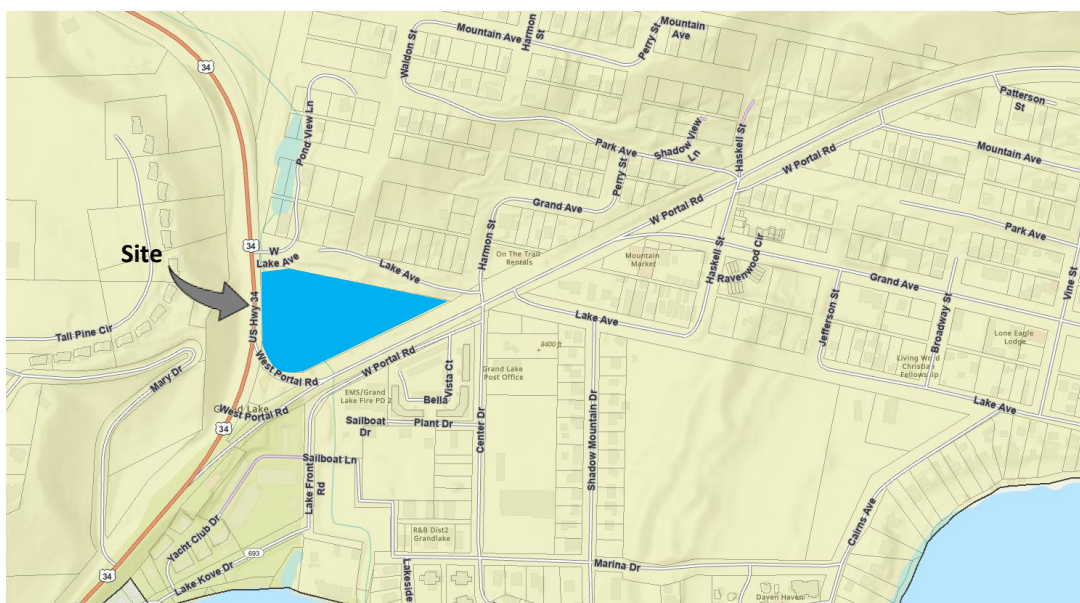 Mountain Ave
Harmon
St
Mountain
Ave
Perry St
Waldon St
34
34
Patterson
St
Pond View Ln
Park Ave
Shadow View
Ln
Haskell St
W Portal Rd
Mountain Ave
Perry St
Grand Ave
W Portal Rd
Park Ave
Harmon St
On The Trail
Rentals
Mountain
Market
Haskell St
Ravenwood Cir
Grand Ave
Vine St
34
W
Lake Ave
Lake Ave
Site
US Hwy 34
Lake Ave
Jefferson St
Broadway St
Lone Eagle
Lodge
Tall Pine Cir
Mary Dr
West Portal Rd
W Portal Rd
8400 ft
Grand Lake
Post Office
Living Word
Christian
Fellowship
Bella
Vista Ct
EMS/Grand
Lake Fire PD 2
Lake Ave
West Portal Rd
34
Sailboat
Dr
Plant Dr
Center Dr
Shadow Mountain Dr
Sailboat Ln
Lake Front
Rd
Cairns Ave
Yacht Club Dr
R&B Dist2
Grandlake
693
Lake Kove Dr
Marina Dr
34
Lakeside
Daven Haven